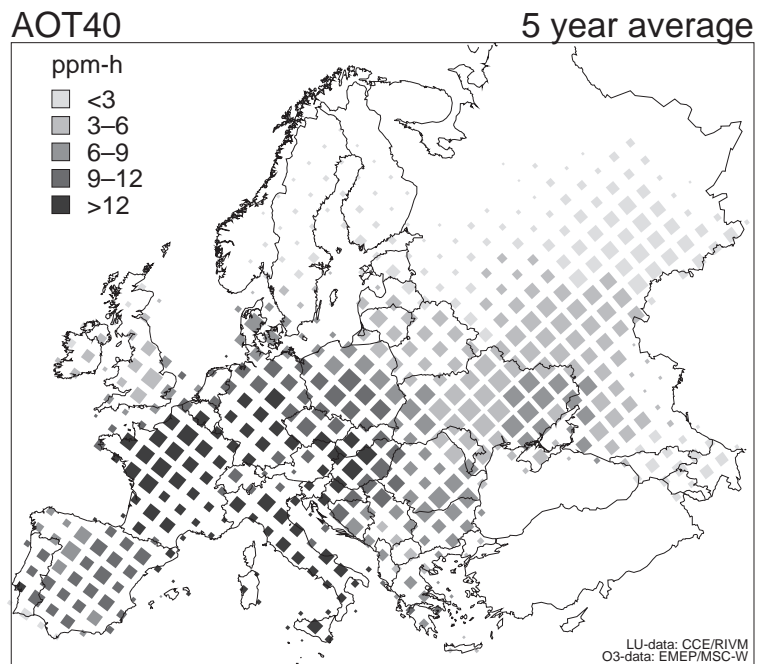 AOT40 5 year average
ppm-h
<3
3–6
6–9
9–12
>12
LU-data: CCE/RIVM
O3-data: EMEP/MSC-W